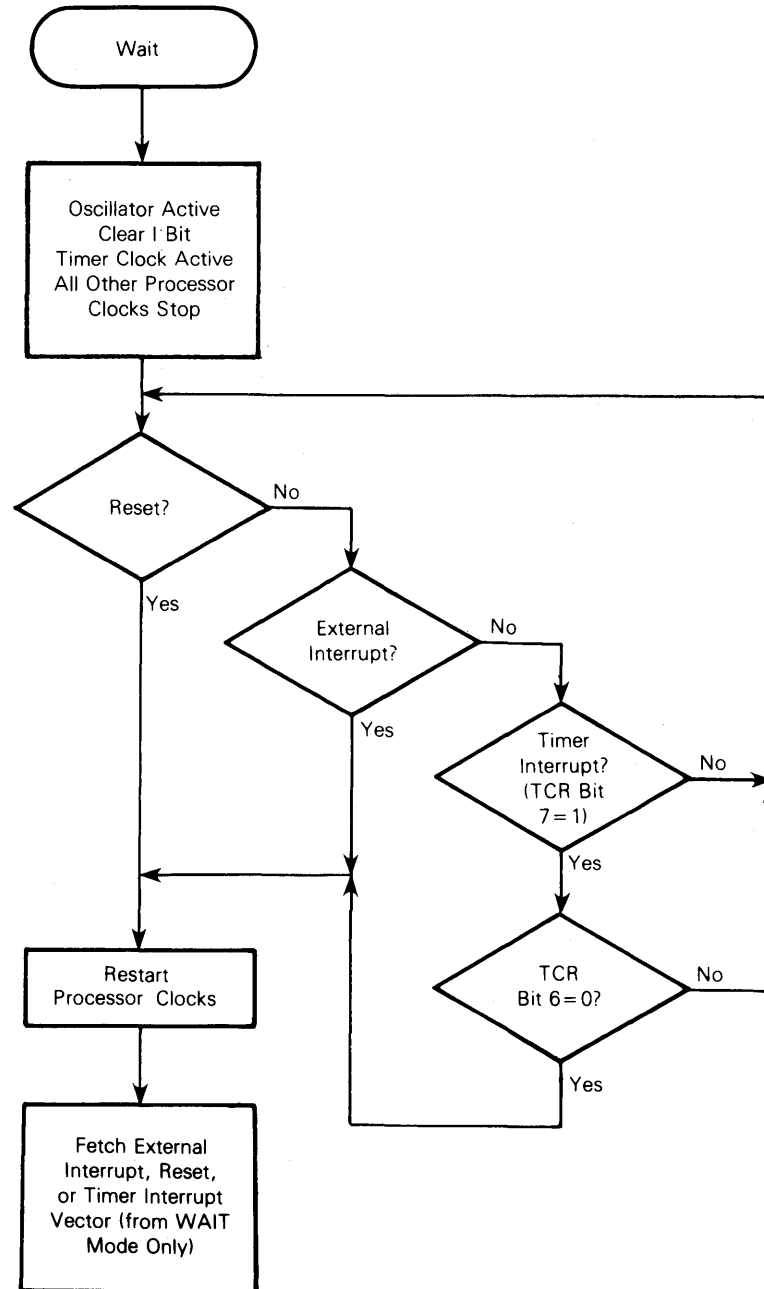 Wait
Oscillator Active
Clear I Bit
Timer Clock Active
All Other Processor
Clocks Stop
Reset?
No
Yes
External
Interrupt?
No
Yes
Timer
Interrupt?
(TCR Bit
7=1)
No
Yes
TCR
Bit 6=0?
No
Yes
Restart
Processor Clocks
Fetch External
Interrupt, Reset,
or Timer Interrupt
Vector (from WAIT
Mode Only)